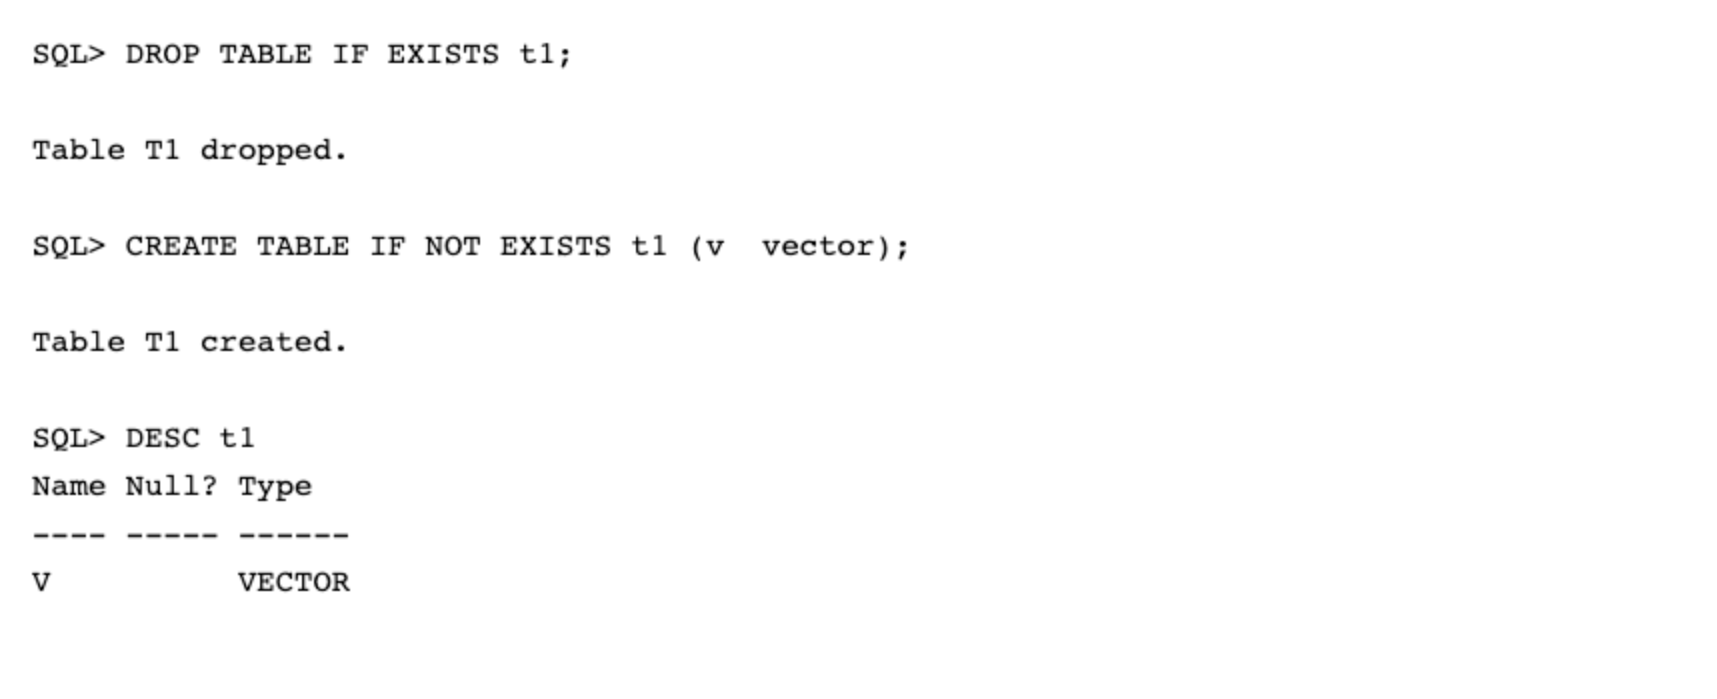 SQL> DROP TABLE IF EXISTS t1;
Table T1 dropped.
SQL> CREATE TABLE IF NOT EXISTS t1 (v  vector);
Table T1 created.
SQL> DESC t1
Name Null? Type
---- ----- ------
V          VECTOR